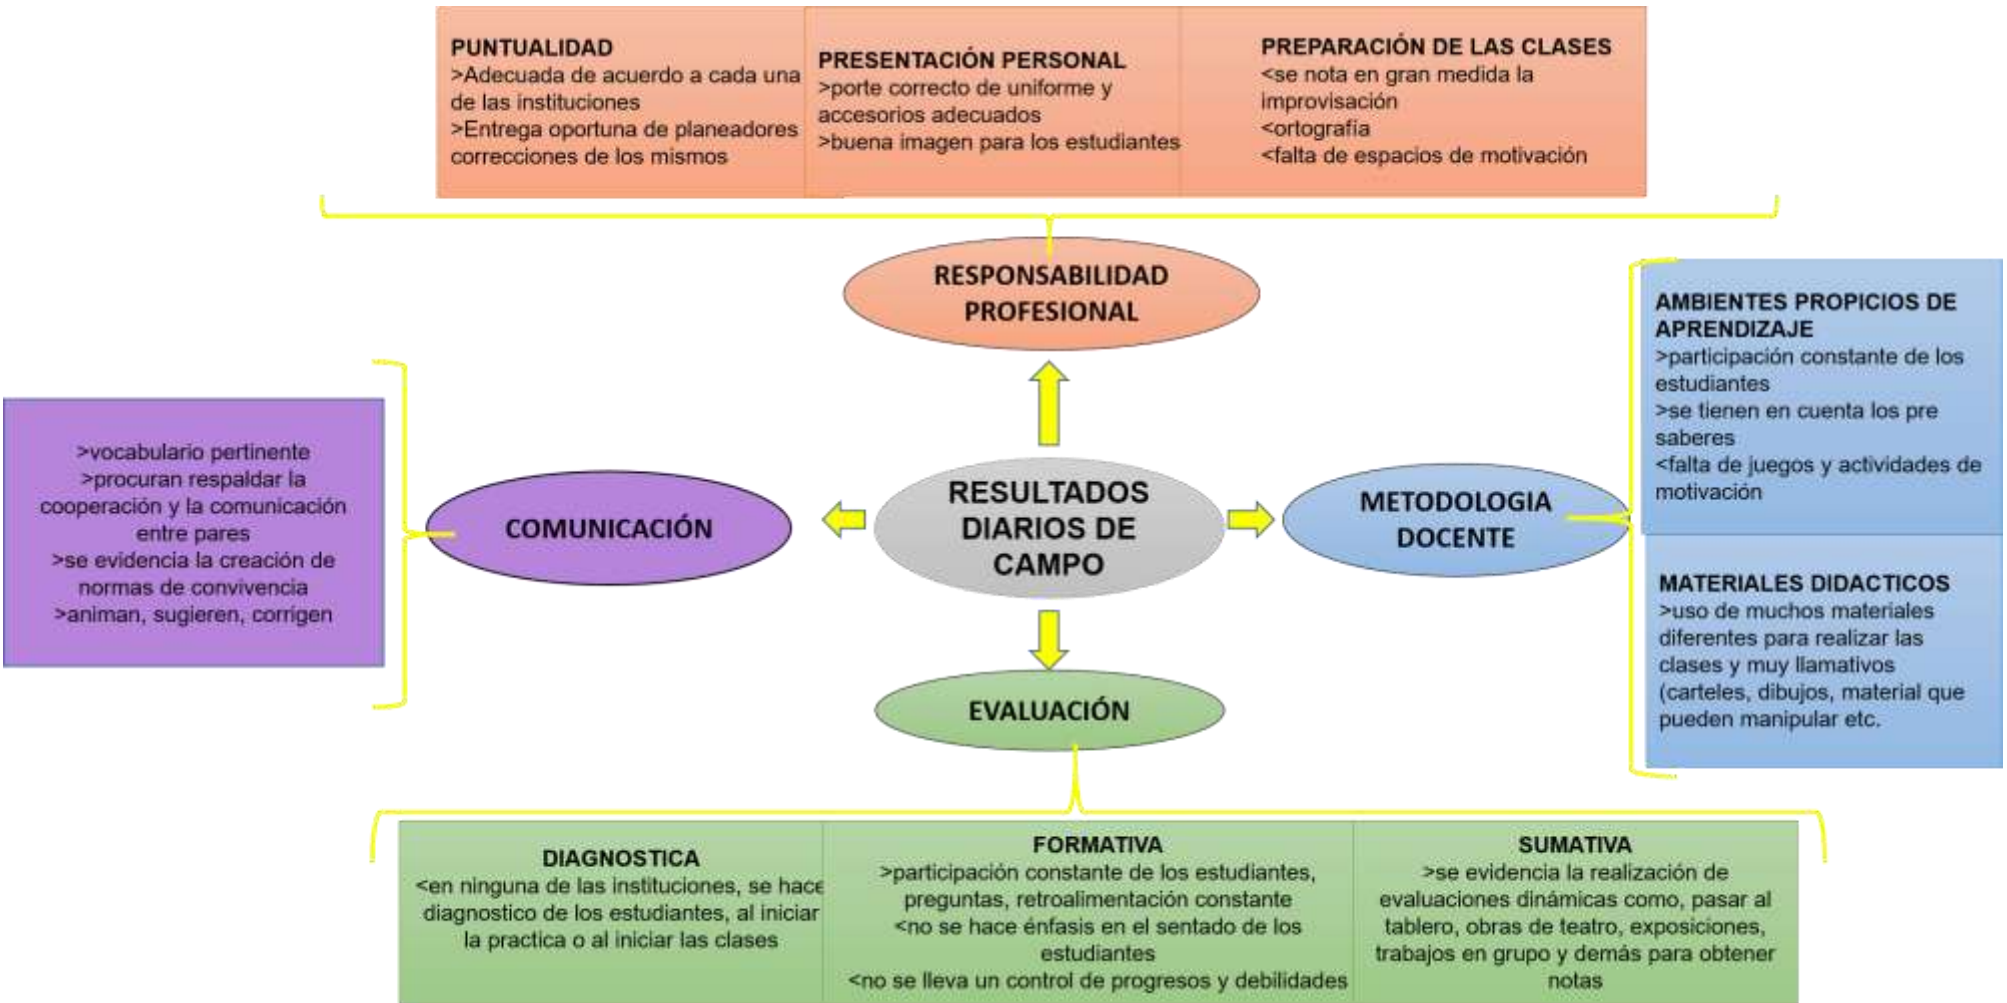 PUNTUALIDAD
>Adecuada de acuerdo a cada una
de las instituciones
>Entrega oportuna de planeadores
correcciones de los mismos
PRESENTACIÓN PERSONAL
>porte correcto de uniforme y
accesorios adecuados
>buena imagen para los estudiantes
PREPARACIÓN DE LAS CLASES
<se nota en gran medida la
improvisación
<ortografía
<falta de espacios de motivación
RESPONSABILIDAD
PROFESIONAL
>vocabulario pertinente
>procuran respaldar la
cooperación y la comunicación
entre pares
>se evidencia la creación de
normas de convivencia
>animan, sugieren, corrigen
COMUNICACIÓN
RESULTADOS
DIARIOS DE
CAMPO
METODOLOGIA
DOCENTE
AMBIENTES PROPICIOS DE
APRENDIZAJE
>participación constante de los
estudiantes
>se tienen en cuenta los pre
saberes
<falta de juegos y actividades de
motivación
MATERIALES DIDACTICOS
>uso de muchos materiales
diferentes para realizar las
clases y muy llamativos
(carteles, dibujos, material que
pueden manipular etc.
EVALUACIÓN
DIAGNOSTICA
<en ninguna de las instituciones, se hace
diagnostico de los estudiantes, al iniciar
la practica o al iniciar las clases
FORMATIVA
>participación constante de los estudiantes,
preguntas, retroalimentación constante
<no se hace énfasis en el sentado de los
estudiantes
<no se lleva un control de progresos y debilidades
SUMATIVA
>se evidencia la realización de
evaluaciones dinámicas como, pasar al
tablero, obras de teatro, exposiciones,
trabajos en grupo y demás para obtener
notas